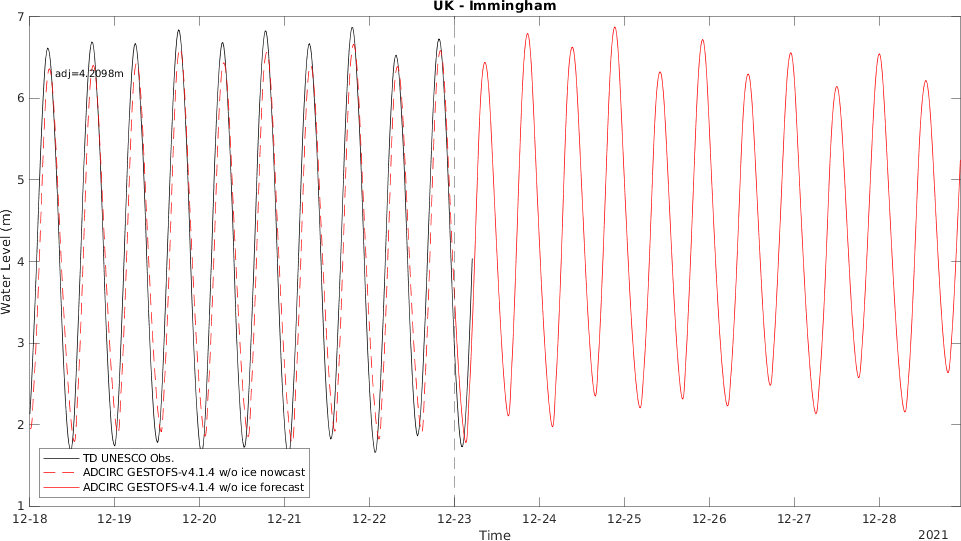 UK - Immingham
7
6
5
4
3
2
1
Water Level (m)
adj=4.2098m
TD UNESCO Obs.
ADCIRC GESTOFS-v4.1.4 w/o ice nowcast
ADCIRC GESTOFS-v4.1.4 w/o ice forecast
12-18 12-19 12-20 12-21 12-22 12-23 12-24 12-25 12-26 12-27 12-28
Time
2021